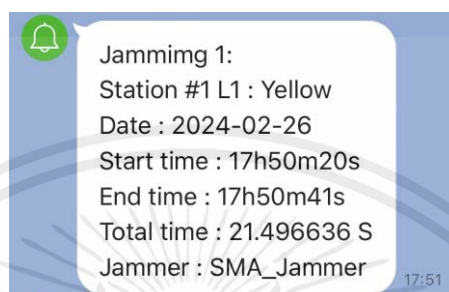 Jammimg 1:
Station #1 L1 : Yellow
Date : 2024-02-26
Start time : 17h50m20s
End time : 17h50m41s
Total time : 21.496636 S
Jammer : SMA_Jammer
17:51